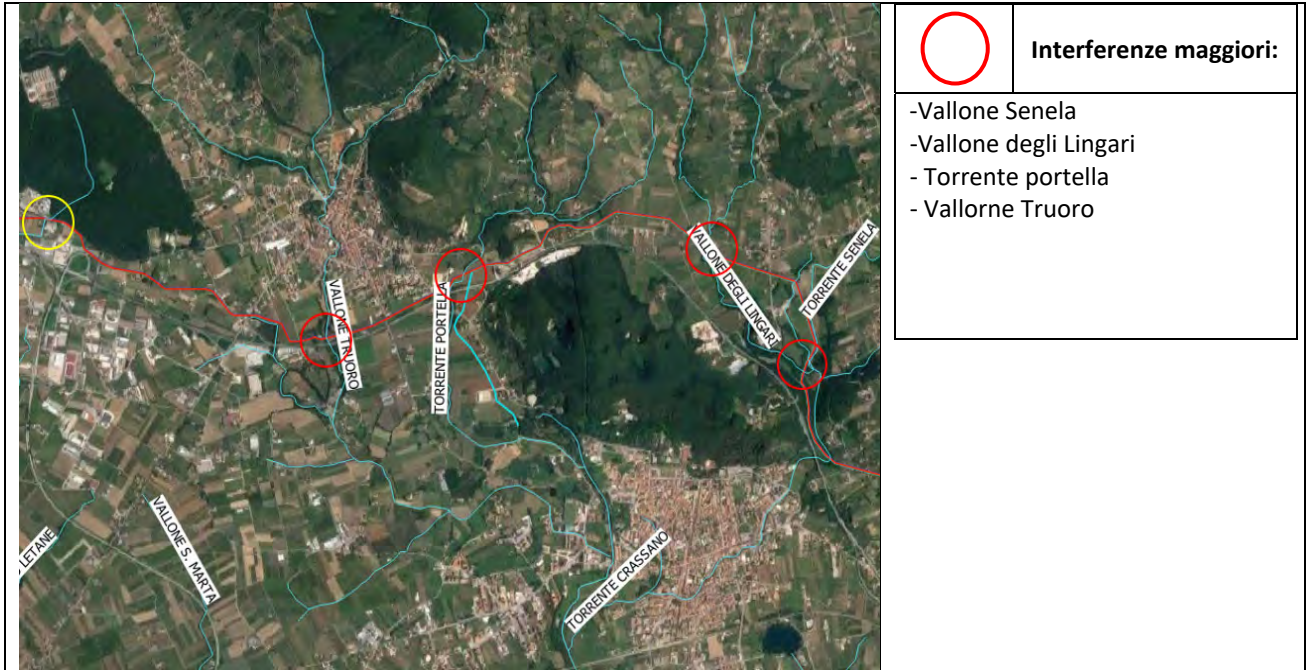 Interferenze maggiori:
-Vallone Senela
-Vallone degli Lingari
- Torrente portella
- Vallorne Truoro
VALLONE TRUORO
TORRENTE PORTELLA
VALLONE DEGLI LINGARI
TORRENTE SENELA
LETANE
VALLONE S. MARTA
TORRENTE CRASSANO